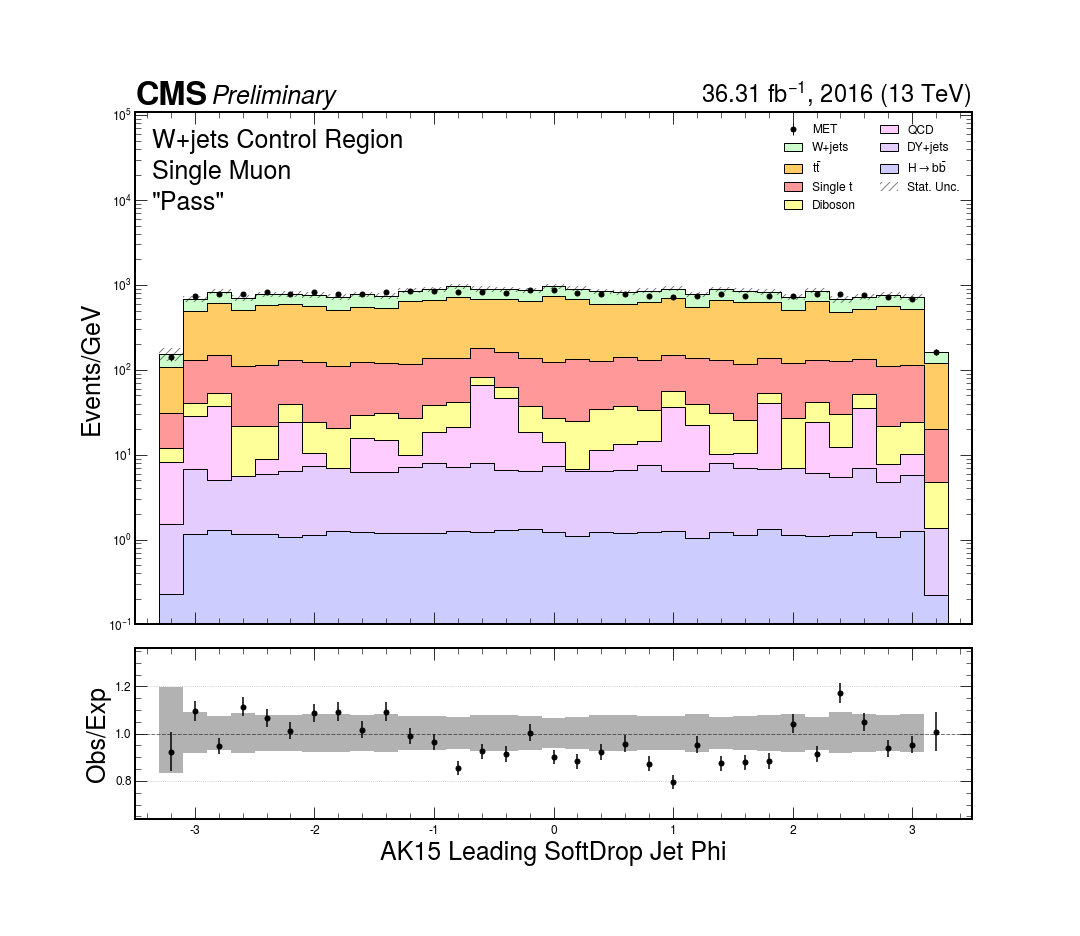 CMS Preliminary
36.31 fb⁻¹, 2016 (13 TeV)
W+jets Control Region
Single Muon
"Pass"
MET
W+jets
tt̄
Single t
Diboson
QCD
DY+jets
H→bb̄
Stat. Unc.
Events/GeV
10⁵
10⁴
10³
10²
10¹
10⁰
10⁻¹
Obs/Exp
1.2
1.0
0.8
-3 -2 -1 0 1 2 3
AK15 Leading SoftDrop Jet Phi